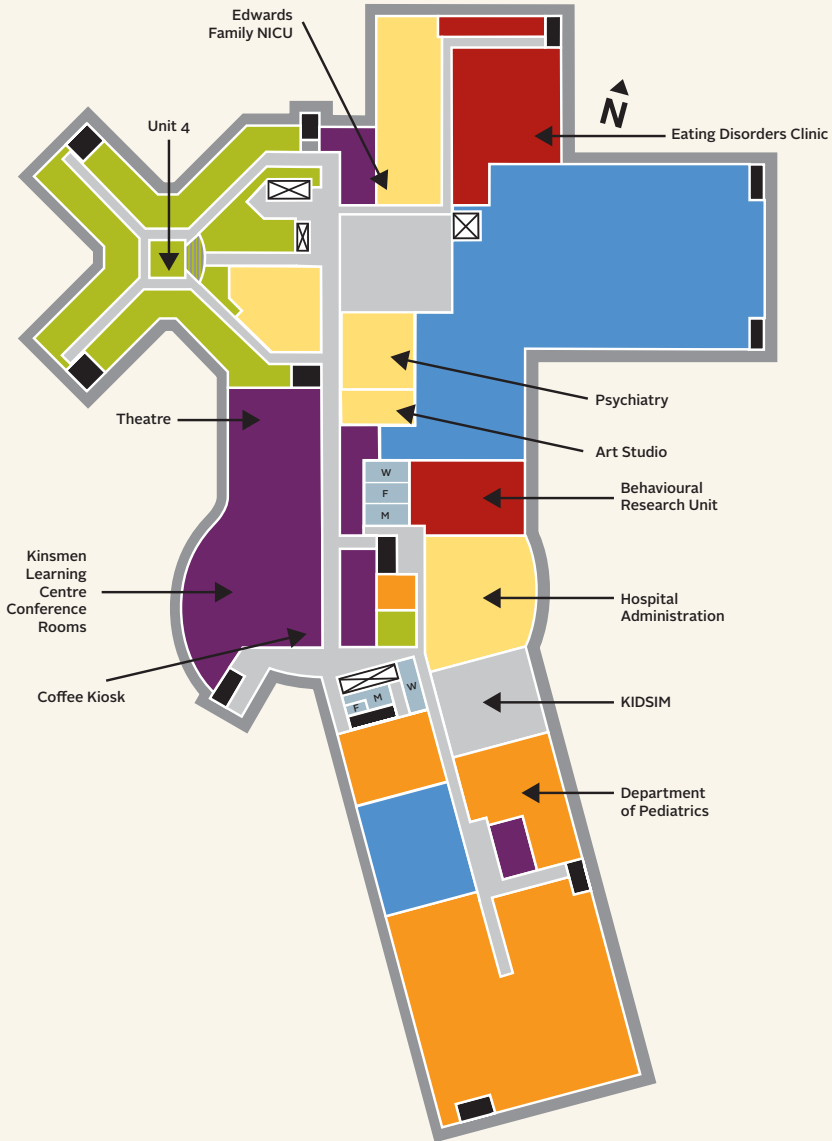 Edwards
Family NICU
N
Unit 4
Eating Disorders Clinic
Psychiatry
Theatre
Art Studio
W
F
M
Behavioural
Research Unit
Kinsmen
Learning
Centre
Conference
Rooms
Hospital
Administration
Coffee Kiosk
W
M
F
KIDSIM
Department
of Pediatrics